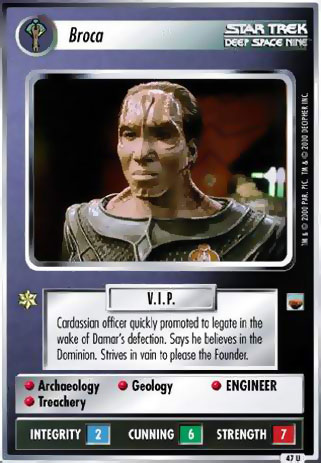 Broca
STAR TREK
DEEP SPACE NINE
TM & © 2000 PAR. PIC. TM & © 2000 DECIPHER INC.
V.I.P.
Cardassian officer quickly promoted to legate in the
wake of Damar's defection. Says he believes in the
Dominion. Strives in vain to please the Founder.
Archaeology Geology ENGINEER
Treachery
INTEGRITY 2 CUNNING 6 STRENGTH 7
47 U